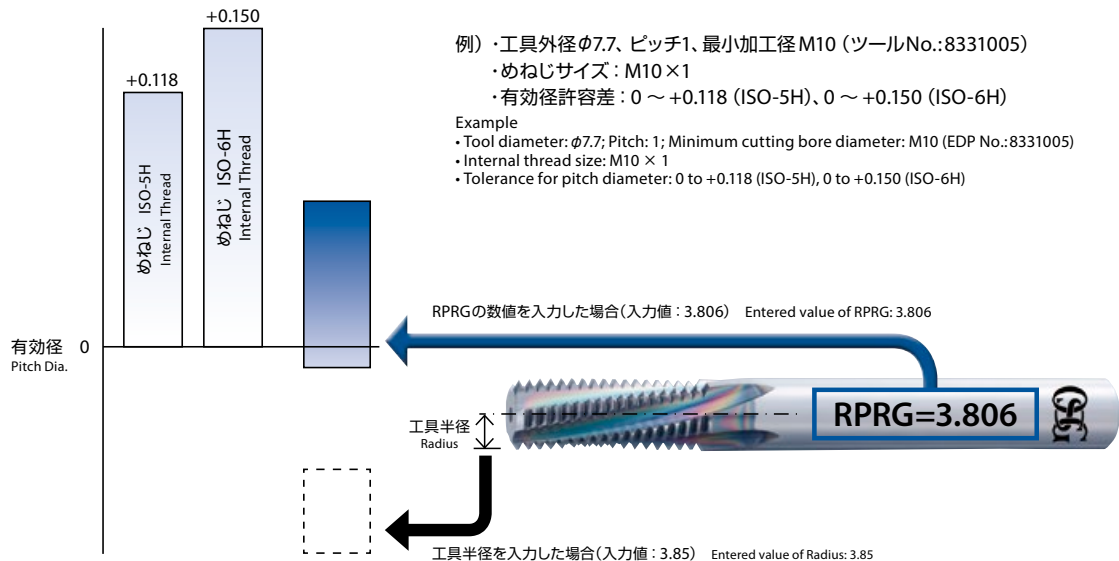 +0.150
+0.118
めねじ ISO-5H
Internal Thread
めねじ ISO-6H
Internal Thread
例) ・工具外径φ7.7、ピッチ1、最小加工径M10 (ツールNo.:8331005)
・めねじサイズ：M10×1
・有効径許容差：0 ～ +0.118 (ISO-5H)、0 ～ +0.150 (ISO-6H)
Example
• Tool diameter: φ7.7; Pitch: 1; Minimum cutting bore diameter: M10 (EDP No.:8331005)
• Internal thread size: M10 × 1
• Tolerance for pitch diameter: 0 to +0.118 (ISO-5H), 0 to +0.150 (ISO-6H)
RPRGの数値を入力した場合(入力値：3.806) Entered value of RPRG: 3.806
有効径 0
Pitch Dia.
RPRG=3.806
OSG
工具半径
Radius
工具半径を入力した場合(入力値：3.85) Entered value of Radius: 3.85